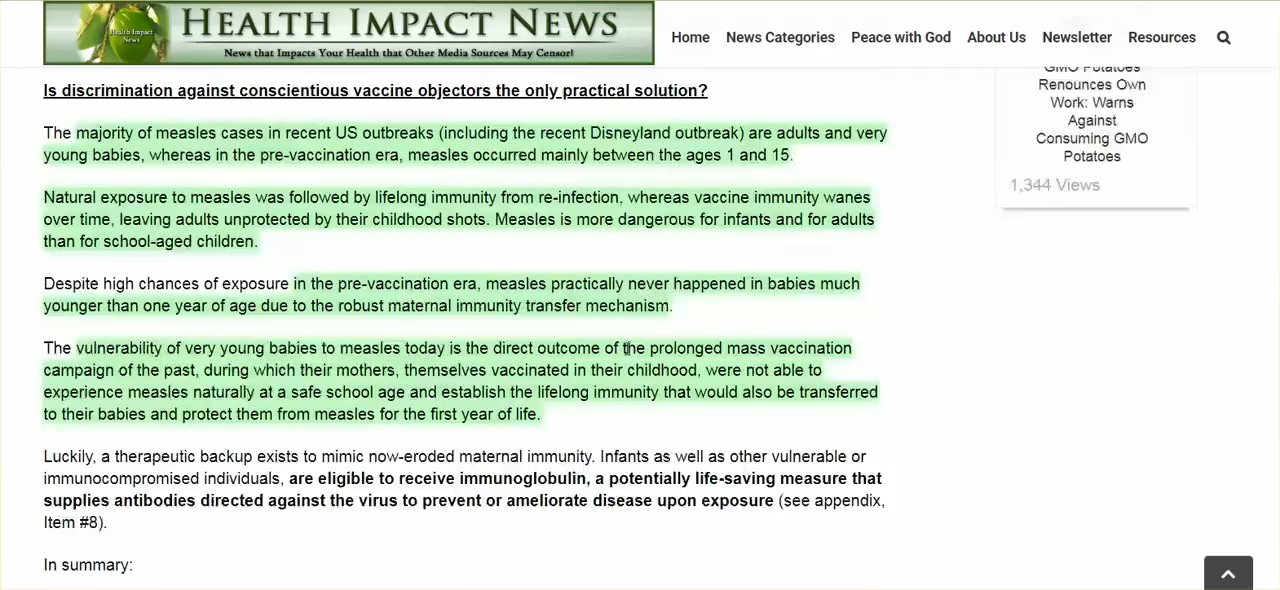 Health Impact News
HEALTH IMPACT NEWS
News that Impacts Your Health that Other Media Sources May Censor!
Home News Categories Peace with God About Us Newsletter Resources
Is discrimination against conscientious vaccine objectors the only practical solution?
The majority of measles cases in recent US outbreaks (including the recent Disneyland outbreak) are adults and very
young babies, whereas in the pre-vaccination era, measles occurred mainly between the ages 1 and 15.
Natural exposure to measles was followed by lifelong immunity from re-infection, whereas vaccine immunity wanes
over time, leaving adults unprotected by their childhood shots. Measles is more dangerous for infants and for adults
than for school-aged children.
Despite high chances of exposure in the pre-vaccination era, measles practically never happened in babies much
younger than one year of age due to the robust maternal immunity transfer mechanism.
The vulnerability of very young babies to measles today is the direct outcome of the prolonged mass vaccination
campaign of the past, during which their mothers, themselves vaccinated in their childhood, were not able to
experience measles naturally at a safe school age and establish the lifelong immunity that would also be transferred
to their babies and protect them from measles for the first year of life.
Luckily, a therapeutic backup exists to mimic now-eroded maternal immunity. Infants as well as other vulnerable or
immunocompromised individuals, are eligible to receive immunoglobulin, a potentially life-saving measure that
supplies antibodies directed against the virus to prevent or ameliorate disease upon exposure (see appendix,
Item #8).
In summary:
GMO Potatoes
Renounces Own
Work: Warns
Against
Consuming GMO
Potatoes
1,344 Views